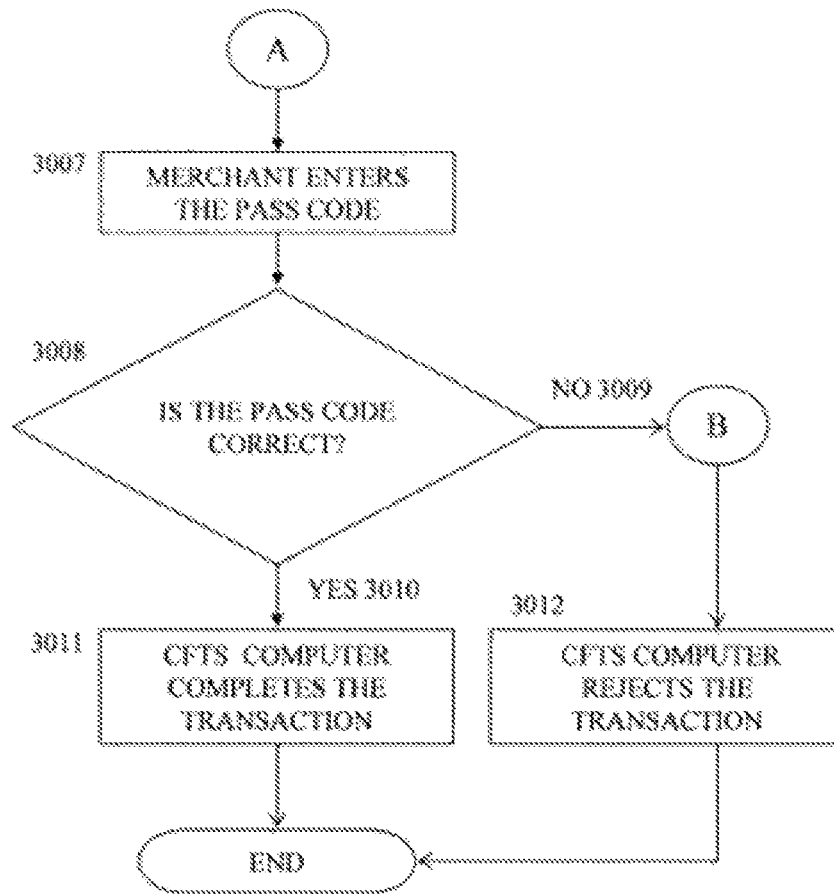 A
3007
MERCHANT ENTERS
THE PASS CODE
3008
IS THE PASS CODE
CORRECT?
NO 3009
B
YES 3010
3011
CFTS COMPUTER
COMPLETES THE
TRANSACTION
3012
CFTS COMPUTER
REJECTS THE
TRANSACTION
END